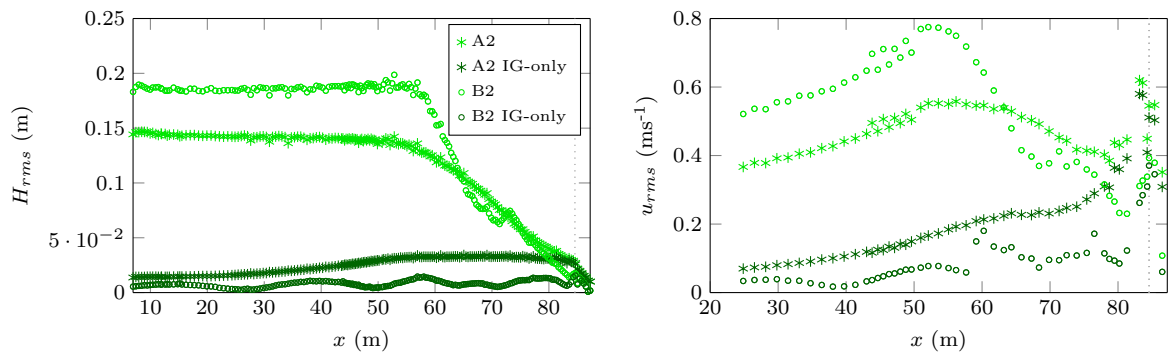 0.25
0.2
0.15
0.1
5 · 10⁻²
0
H_rms (m)
A2
A2 IG-only
B2
B2 IG-only
10 20 30 40 50 60 70 80
x (m)
0.8
0.6
0.4
0.2
0
u_rms (ms⁻¹)
20 30 40 50 60 70 80
x (m)